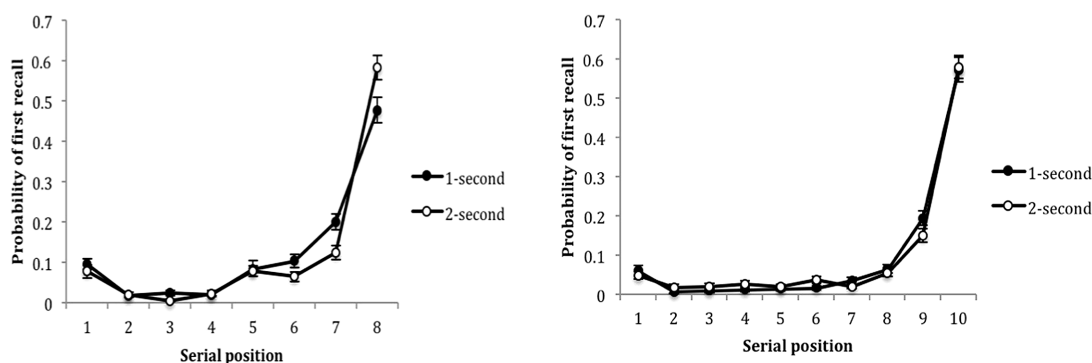 Probability of first recall
0.7
0.6
0.5
0.4
0.3
0.2
0.1
0
1 2 3 4 5 6 7 8
Serial position
1-second
2-second
Probability of first recall
0.7
0.6
0.5
0.4
0.3
0.2
0.1
0
1 2 3 4 5 6 7 8 9 10
Serial position
1-second
2-second